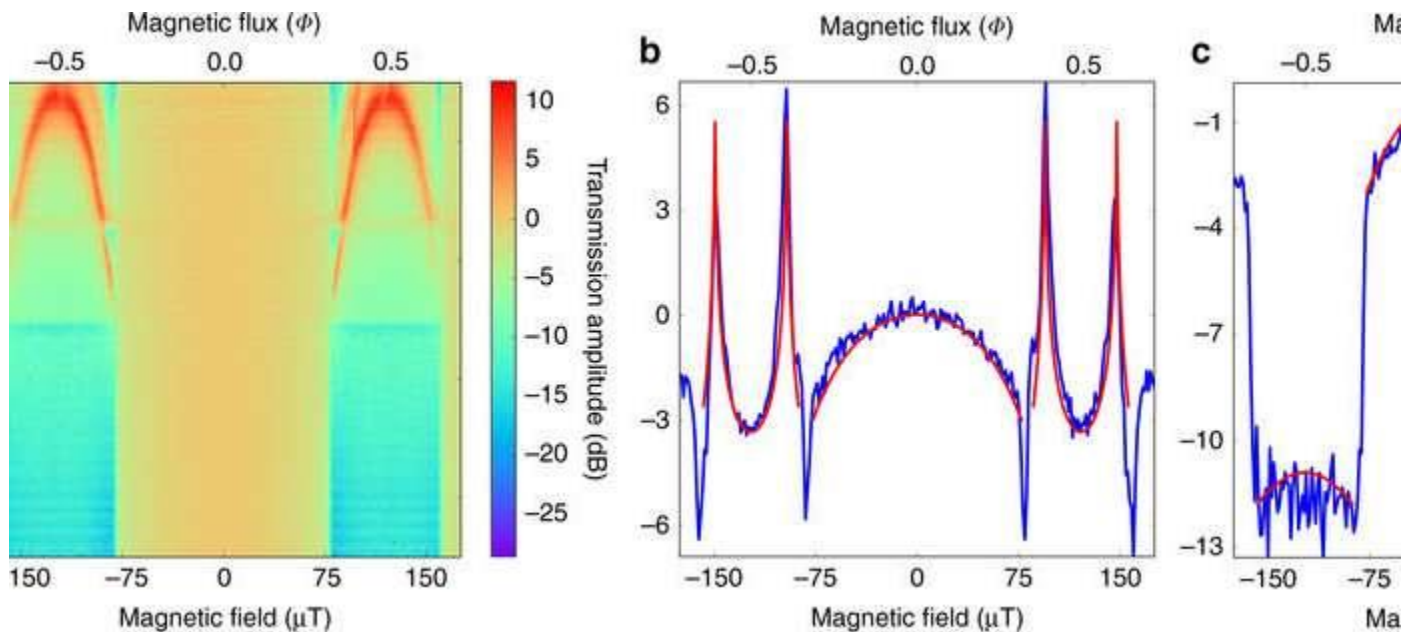 Magnetic flux (Φ)
−0.5 0.0 0.5
10
5
0
−5
−10
−15
−20
−25
Transmission amplitude (dB)
150 −75 0 75 150
Magnetic field (μT)
b
Magnetic flux (Φ)
−0.5 0.0 0.5
6
3
0
−3
−6
−150 −75 0 75 150
Magnetic field (μT)
c
Ma
−0.5
−1
−4
−7
−10
−13
−150 −75
Ma